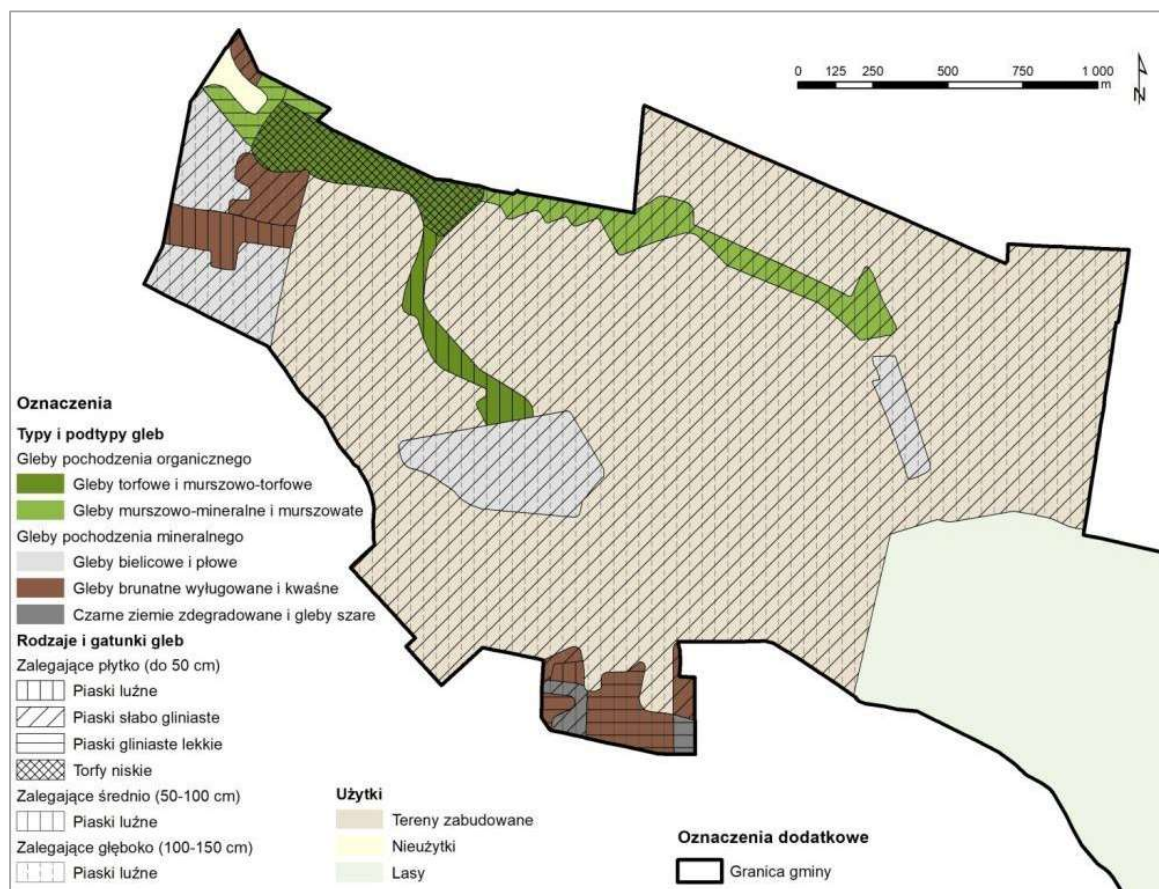 0 125 250 500 750 1 000
m
N
Oznaczenia
Typy i podtypy gleb
Gleby pochodzenia organicznego
Gleby torfowe i murszowo-torfowe
Gleby murszowo-mineralne i murszowate
Gleby pochodzenia mineralnego
Gleby bielicowe i płowe
Gleby brunatne wyługowane i kwaśne
Czarne ziemie zdegradowane i gleby szare
Rodzaje i gatunki gleb
Zalegające płytko (do 50 cm)
Piaski luźne
Piaski słabo gliniaste
Piaski gliniaste lekkie
Torfy niskie
Zalegające średnio (50-100 cm)
Piaski luźne
Zalegające głęboko (100-150 cm)
Piaski luźne
Użytki
Tereny zabudowane
Nieużytki
Lasy
Oznaczenia dodatkowe
Granica gminy